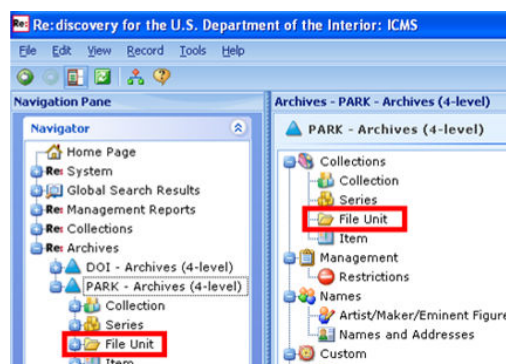 Re: Re:discovery for the U.S. Department of the Interior: ICMS
File Edit View Record Tools Help
Navigation Pane
Navigator
Home Page
Re: System
Global Search Results
Re: Management Reports
Re: Collections
Re: Archives
DOI - Archives (4-level)
PARK - Archives (4-level)
Collection
Series
File Unit
Item
Archives - PARK - Archives (4-level)
PARK - Archives (4-level)
Collections
Collection
Series
File Unit
Item
Management
Restrictions
Names
Artist/Maker/Eminent Figure
Names and Addresses
Custom